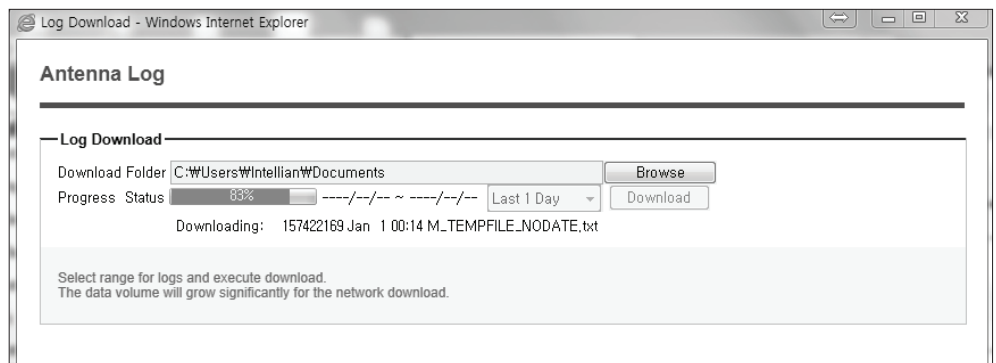 Log Download - Windows Internet Explorer
Antenna Log
Log Download
Download Folder C:₩Users₩Intellian₩Documents Browse
Progress Status 83% ----/--/-- ~ ----/--/-- Last 1 Day Download
Downloading: 157422169 Jan 1 00:14 M_TEMPFILE_NODATE.txt
Select range for logs and execute download.
The data volume will grow significantly for the network download.